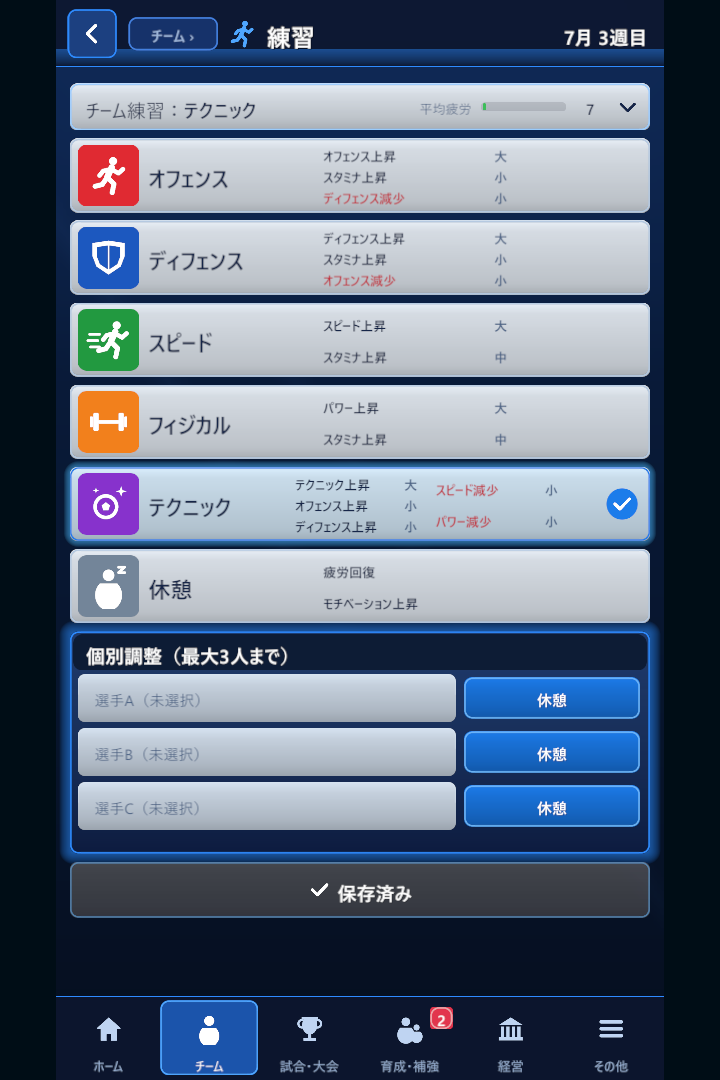 チーム ›
練習
7月 3週目
チーム練習：テクニック
平均疲労
7
オフェンス
オフェンス上昇 大
スタミナ上昇 小
ディフェンス減少 小
ディフェンス
ディフェンス上昇 大
スタミナ上昇 小
オフェンス減少 小
スピード
スピード上昇 大
スタミナ上昇 中
フィジカル
パワー上昇 大
スタミナ上昇 中
テクニック
テクニック上昇 大
オフェンス上昇 小
ディフェンス上昇 小
スピード減少 小
パワー減少 小
休憩
疲労回復
モチベーション上昇
個別調整（最大3人まで）
選手A（未選択） 休憩
選手B（未選択） 休憩
選手C（未選択） 休憩
保存済み
2
ホーム
チーム
試合・大会
育成・補強
経営
その他